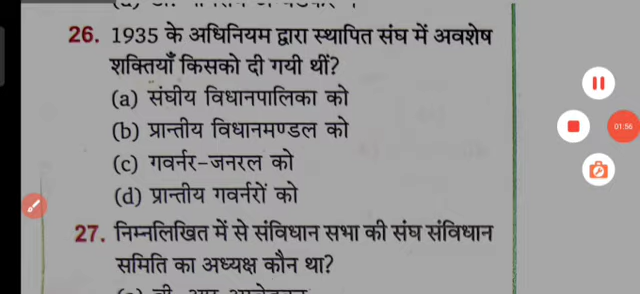 26. 1935 के अधिनियम द्वारा स्थापित संघ में अवशेष
शक्तियाँ किसको दी गयी थीं?
(a) संघीय विधानपालिका को
(b) प्रान्तीय विधानमण्डल को
(c) गवर्नर-जनरल को
(d) प्रान्तीय गवर्नरों को
27. निम्नलिखित में से संविधान सभा की संघ संविधान
समिति का अध्यक्ष कौन था?
01:56